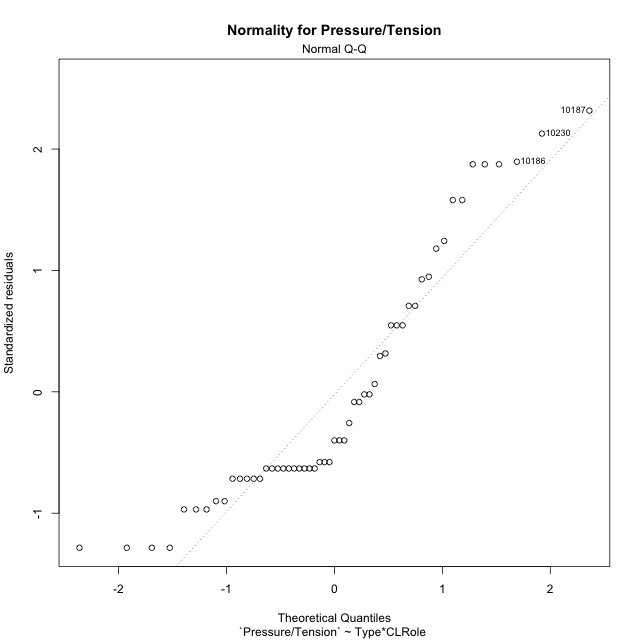 Normality for Pressure/Tension
Normal Q-Q
10187
10230
10186
2
1
0
-1
Standardized residuals
-2
-1
0
1
2
Theoretical Quantiles
`Pressure/Tension` ~ Type*CLRole